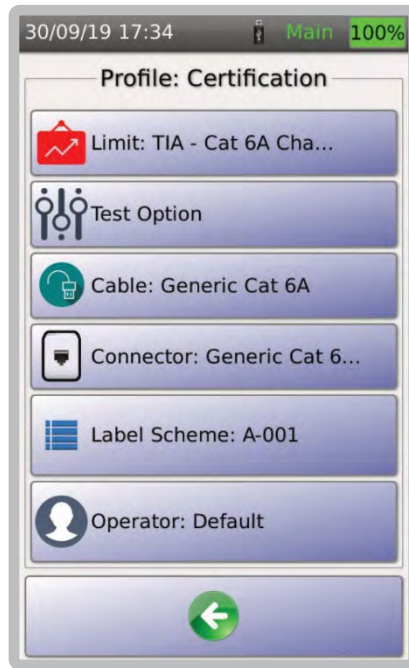 30/09/19 17:34 Main 100%
Profile: Certification
Limit: TIA - Cat 6A Cha...
Test Option
Cable: Generic Cat 6A
Connector: Generic Cat 6...
Label Scheme: A-001
Operator: Default